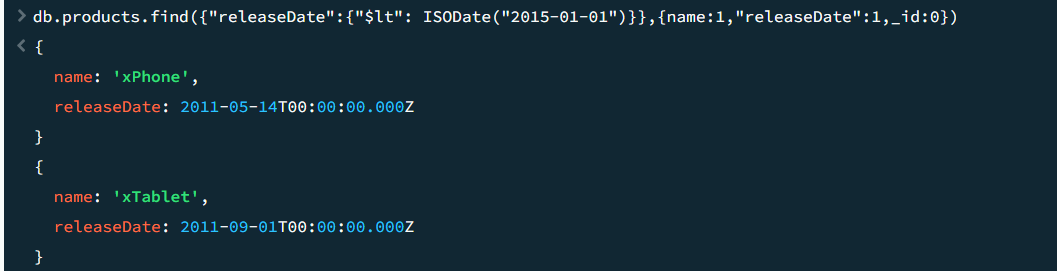 > db.products.find({"releaseDate":{"$lt": ISODate("2015-01-01")}},{name:1,"releaseDate":1,_id:0})
< {
name: 'xPhone',
releaseDate: 2011-05-14T00:00:00.000Z
}
{
name: 'xTablet',
releaseDate: 2011-09-01T00:00:00.000Z
}